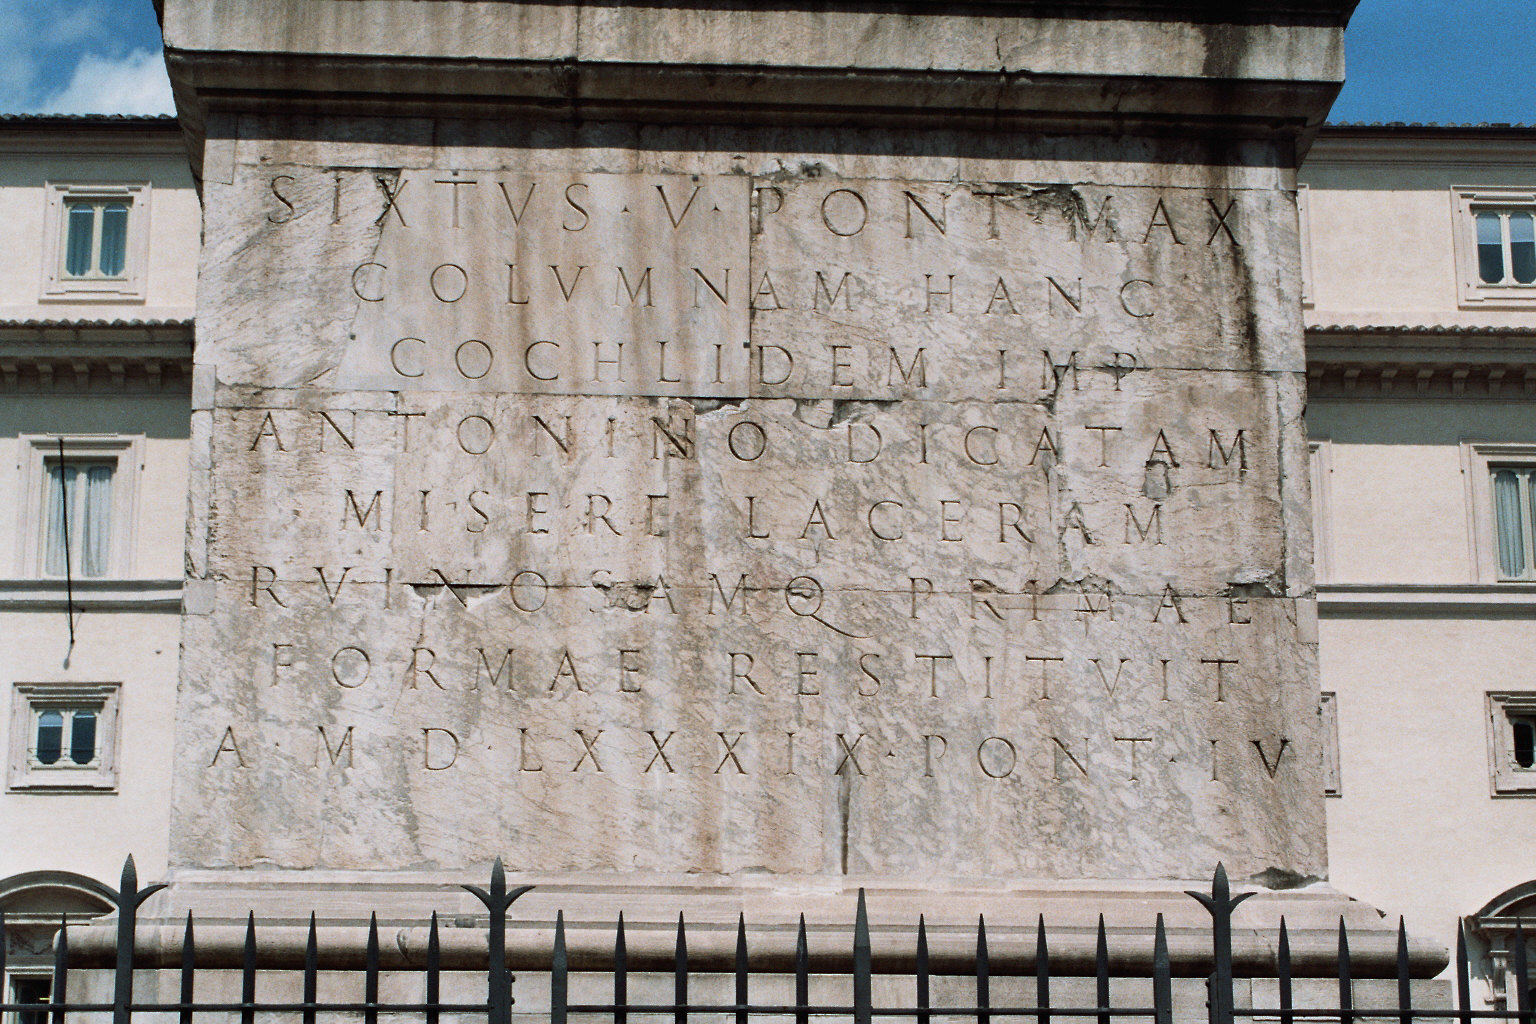 SIXTVS · V · PONT · MAX
COLVMNAM HANC
COCHLIDEM IMP
ANTONINO DICATAM
MISERE LACERAM
RVINOSAMQ · PRIMAE
FORMAE RESTITVIT
A · M · D · LXXXIX · PONT · IV